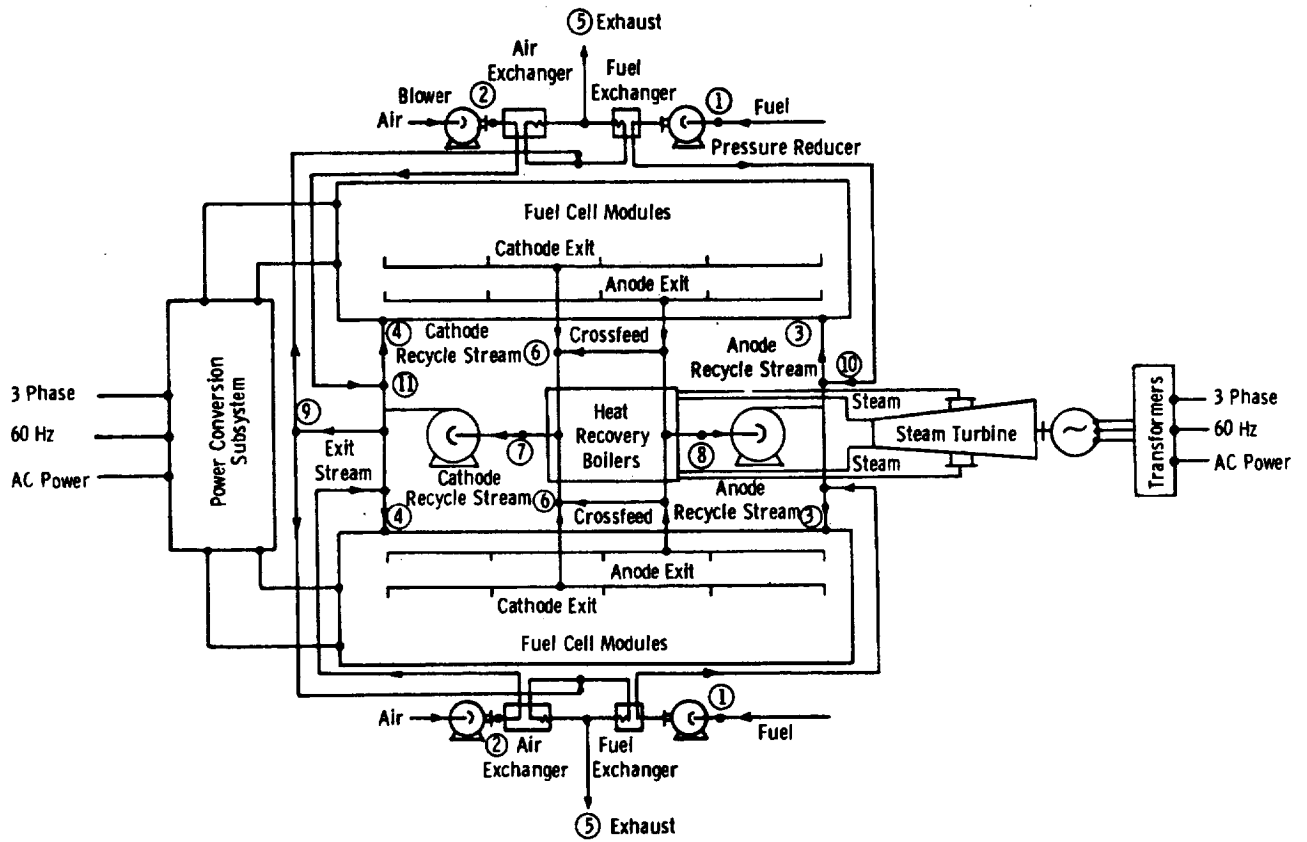 ⑤ Exhaust
Air
Exchanger
Fuel
Exchanger
Blower ②
①
Air
Fuel
Pressure Reducer
Fuel Cell Modules
Cathode Exit
Anode Exit
④ Cathode
Recycle Stream ⑥
Crossfeed
Anode ③
Recycle Stream ⑩
⑪
3 Phase
60 Hz
AC Power
Power Conversion
Subsystem
⑨
Exit
Stream
⑦
Cathode
Recycle Stream ⑥
Heat
Recovery
Boilers
⑧
Steam
Steam Turbine
Steam
~
Transformers
3 Phase
60 Hz
AC Power
Anode
Recycle Stream ③
Crossfeed
④
Anode Exit
Cathode Exit
Fuel Cell Modules
Air
② Air
Exchanger
Fuel
Exchanger
①
Fuel
⑤ Exhaust